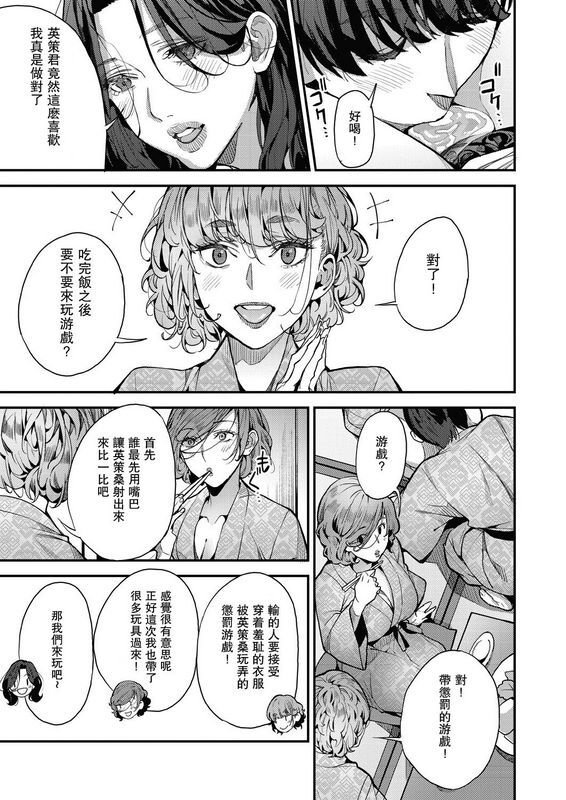 ゴク
ゴク
好喝！
英策君竟然這麼喜歡
我真是做對了
對了！
吃完飯之後
要不要來玩游戲？
游戲？
對！
帶懲罰的游戲！
首先
誰最先用嘴巴
讓英策桑射出來
來比一比吧
輸的人要接受
穿着羞耻的衣服
被英策桑玩弄的
懲罰游戲！
感覺很有意思呢
正好這次我也帶了
很多玩具過來！
那我們來玩吧~